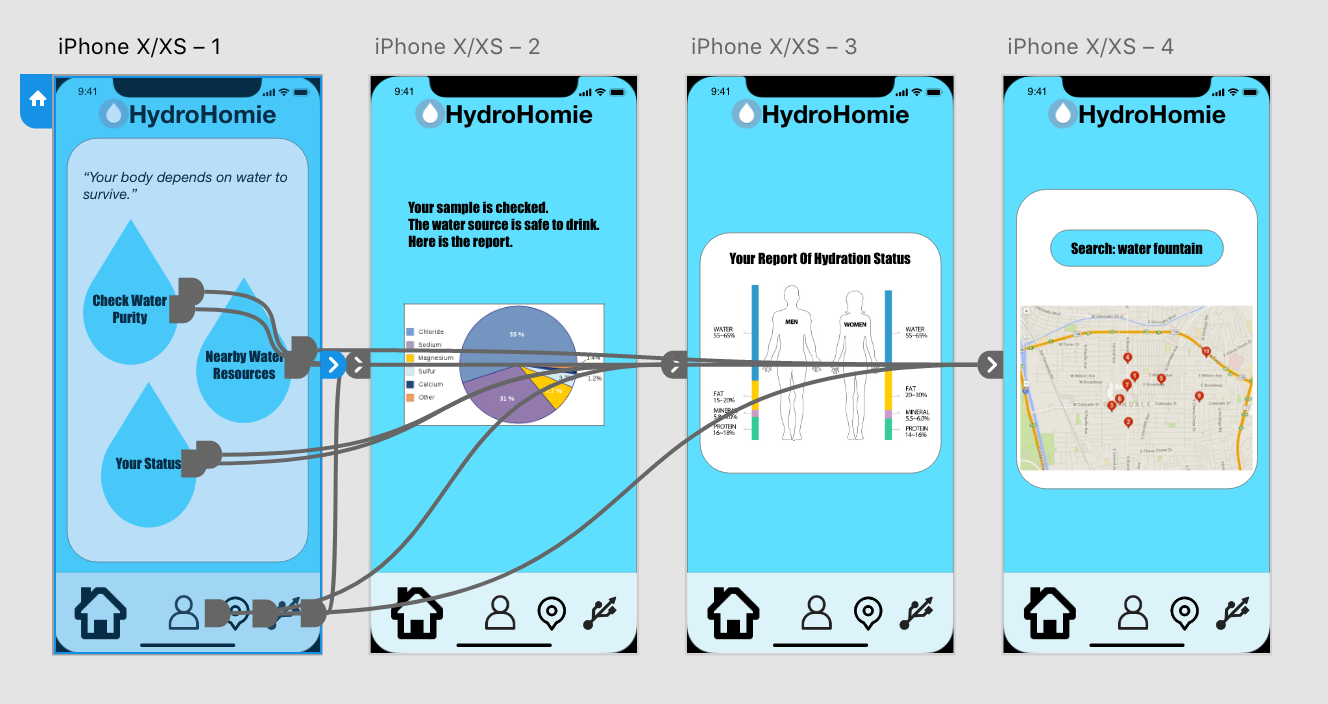 iPhone X/XS – 1
9:41
HydroHomie
“Your body depends on water to
survive.”
Check Water
Purity
Nearby Water
Resources
Your Status
iPhone X/XS – 2
9:41
HydroHomie
Your sample is checked.
The water source is safe to drink.
Here is the report.
Chloride
Sodium
Magnesium
Sulfur
Calcium
Other
55 %
31 %
1.4%
1.2%
iPhone X/XS – 3
9:41
HydroHomie
Your Report Of Hydration Status
MEN
WOMEN
WATER
55–65%
FAT
15–20%
MINERAL
PROTEIN
16–18%
WATER
55–65%
FAT
20–30%
MINERAL
5.5–6.0%
PROTEIN
14–16%
iPhone X/XS – 4
9:41
HydroHomie
Search: water fountain